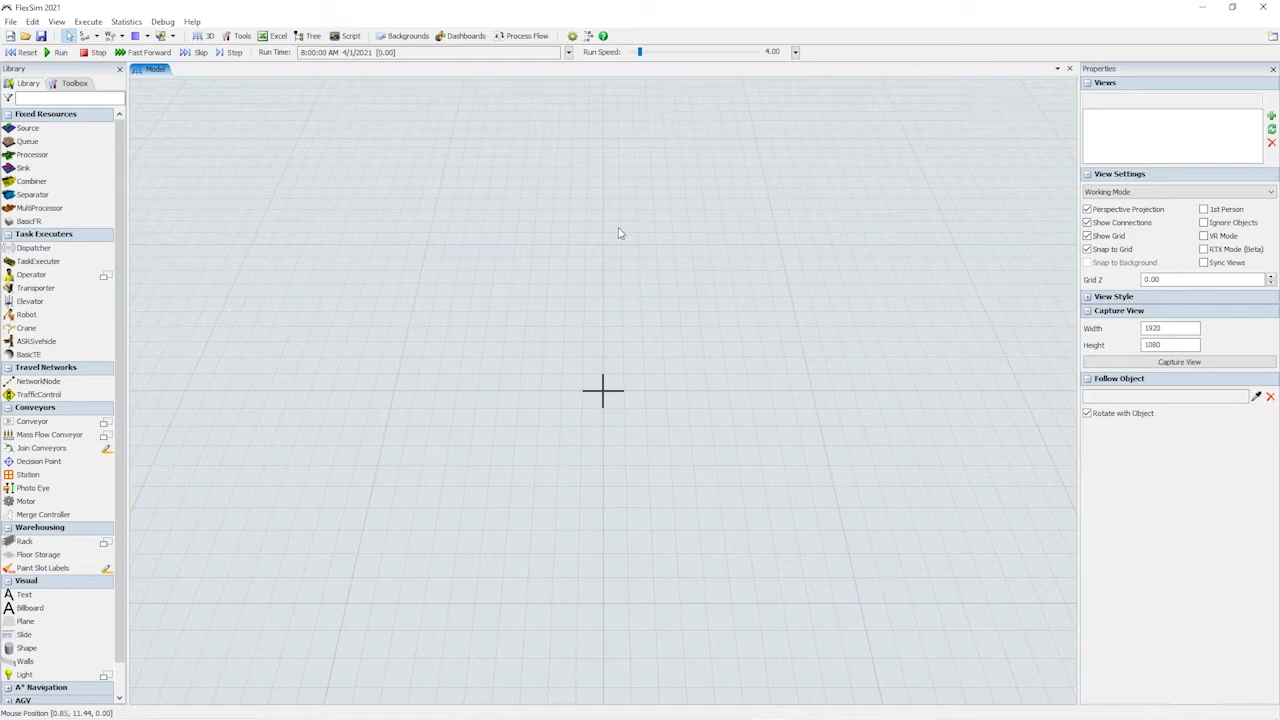 FlexSim 2021
File Edit View Execute Statistics Debug Help
3D Tools Excel Tree Script Backgrounds Dashboards Process Flow
Reset Run Stop Fast Forward Skip Step Run Time: 8:00:00 AM 4/1/2021 [0.00] Run Speed: 4.00
Library
Library Toolbox
Fixed Resources
Source
Queue
Processor
Sink
Combiner
Separator
MultiProcessor
BasicFR
Task Executers
Dispatcher
TaskExecuter
Operator
Transporter
Elevator
Robot
Crane
ASRSvehicle
BasicTE
Travel Networks
NetworkNode
TrafficControl
Conveyors
Conveyor
Mass Flow Conveyor
Join Conveyors
Decision Point
Station
Photo Eye
Motor
Merge Controller
Warehousing
Rack
Floor Storage
Paint Slot Labels
Visual
Text
Billboard
Plane
Slide
Shape
Walls
Light
A* Navigation
AGV
Mouse Position [0.85, 11.44, 0.00]
Model
Properties
Views
View Settings
Working Mode
Perspective Projection 1st Person
Show Connections Ignore Objects
Show Grid VR Mode
Snap to Grid RTX Mode (Beta)
Snap to Background Sync Views
Grid Z 0.00
View Style
Capture View
Width 1920
Height 1080
Capture View
Follow Object
Rotate with Object